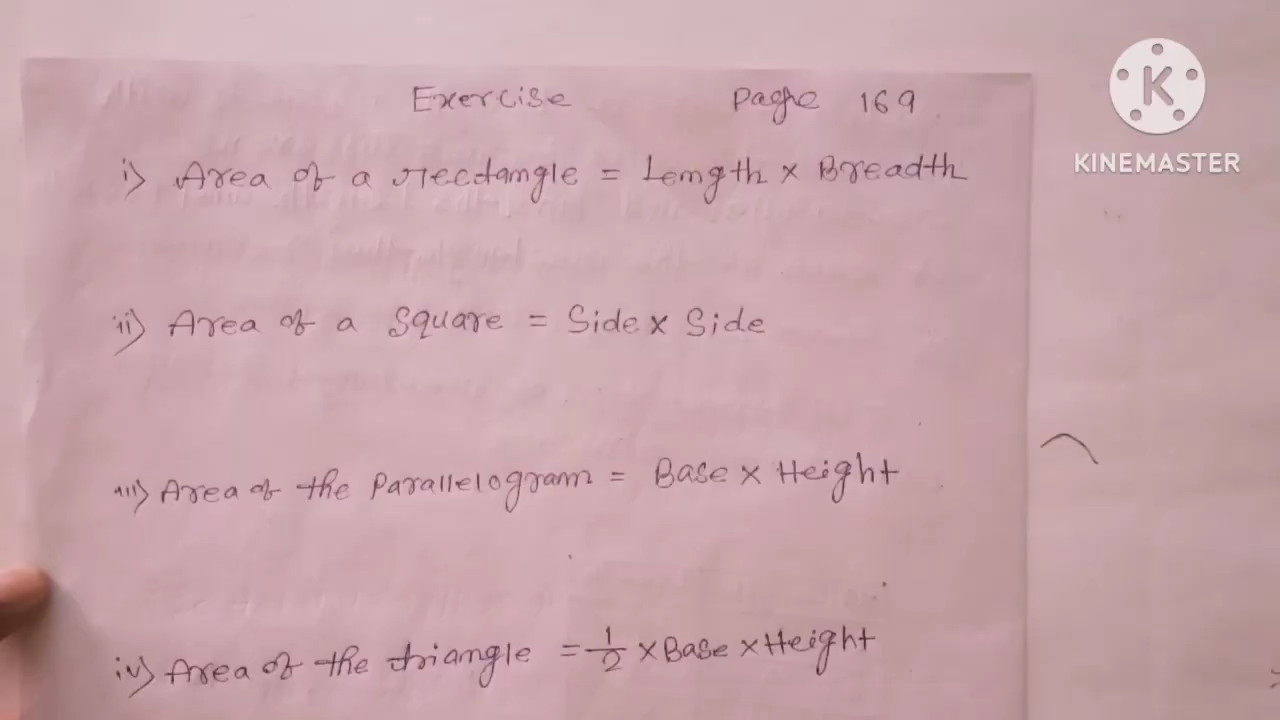 Exercise Page 169
KINEMASTER
i) Area of a rectangle = Length × Breadth
ii) Area of a Square = Side × Side
iii) Area of the Parallelogram = Base × Height
iv) Area of the triangle = 1/2 × Base × Height